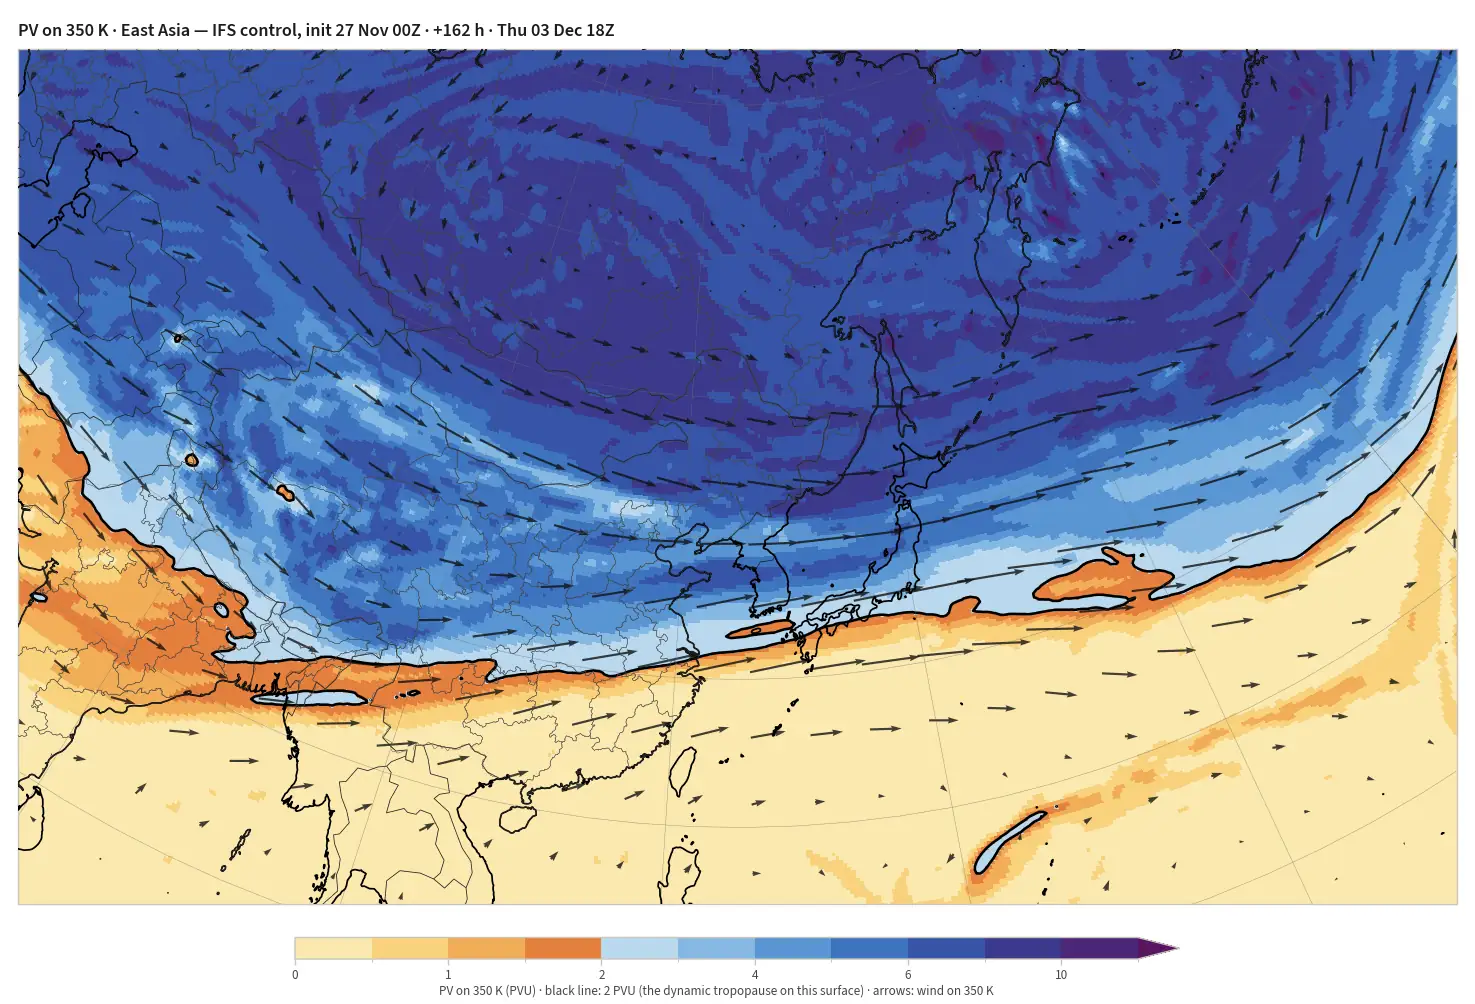 PV on 350 K · East Asia — IFS control, init 27 Nov 00Z · +162 h · Thu 03 Dec 18Z
0 1 2 4 6 10
PV on 350 K (PVU) · black line: 2 PVU (the dynamic tropopause on this surface) · arrows: wind on 350 K